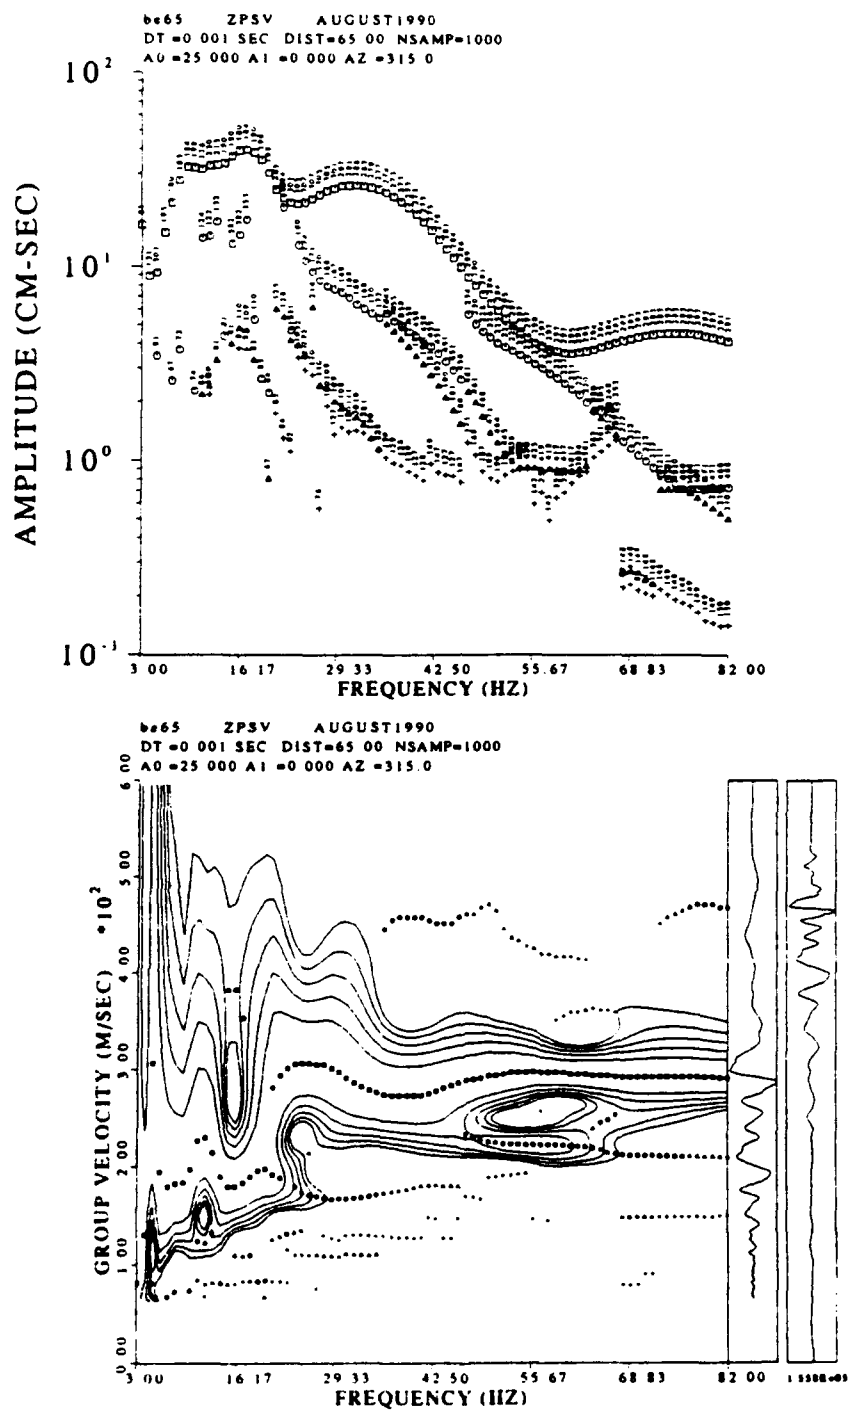 be65 ZPSV AUGUST1990
DT =0 001 SEC DIST=65 00 NSAMP=1000
A0 =25 000 A1 =0 000 AZ =315 0
10²
10¹
10⁰
10⁻¹
AMPLITUDE (CM-SEC)
3 00 16 17 29 33 42 50 55.67 68 83 82 00
FREQUENCY (HZ)
be65 ZPSV AUGUST1990
DT =0 001 SEC DIST=65 00 NSAMP=1000
A0 =25 000 A1 =0 000 AZ =315.0
6 00
5 00
4 00
3 00
2 00
1 00
0 00
GROUP VELOCITY (M/SEC) *10²
3 00 16 17 29 33 42 50 55.67 68 83 82 00
FREQUENCY (HZ)